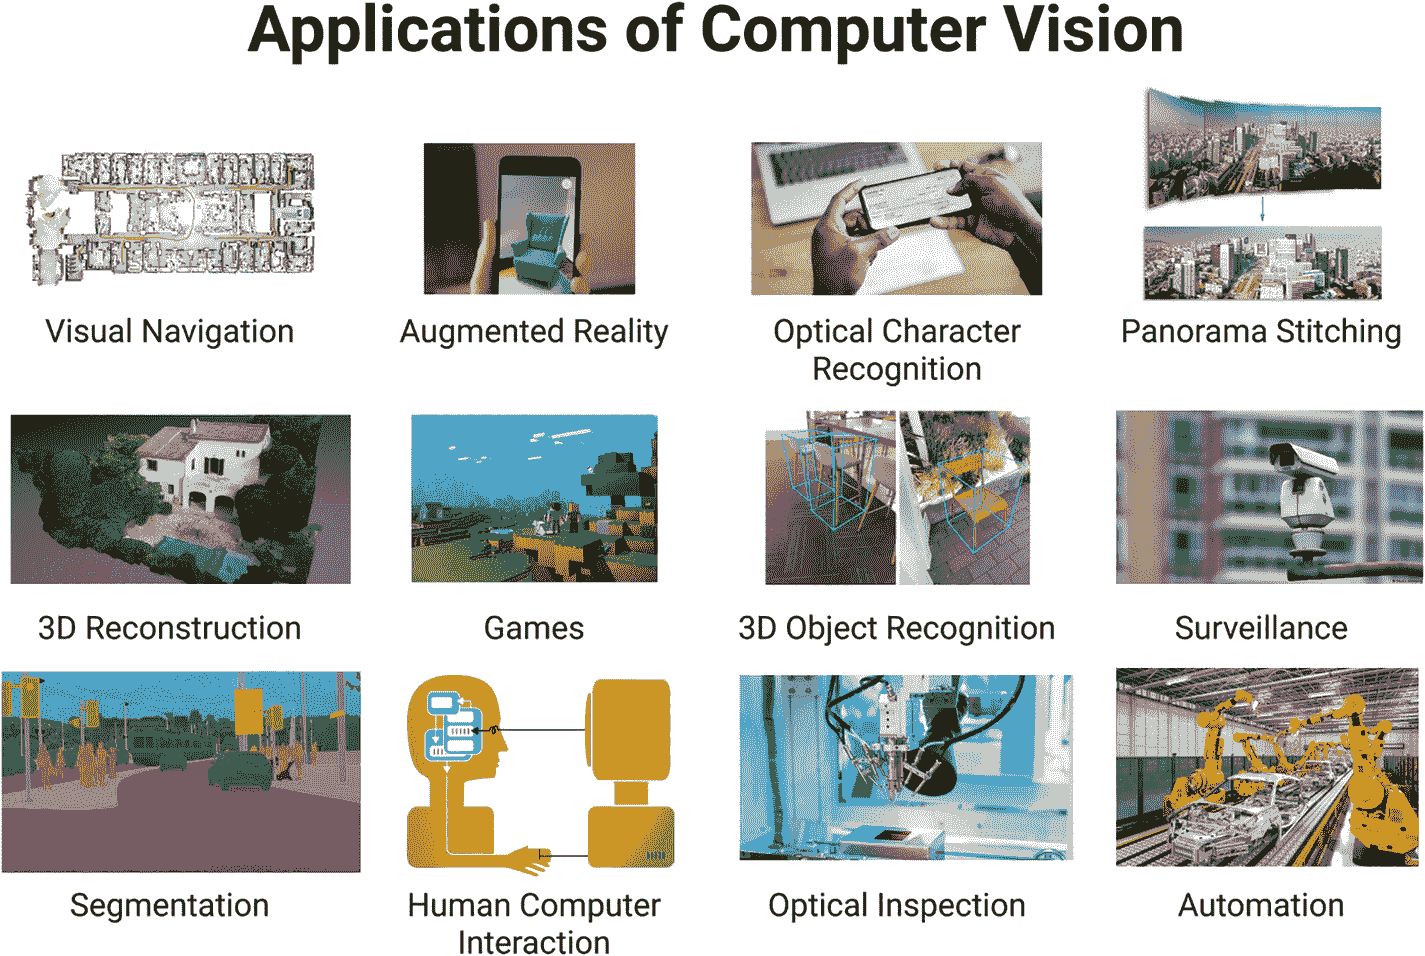 Applications of Computer Vision
Visual Navigation
Augmented Reality
Optical Character
Recognition
Panorama Stitching
3D Reconstruction
Games
3D Object Recognition
Surveillance
Segmentation
Human Computer
Interaction
Optical Inspection
Automation